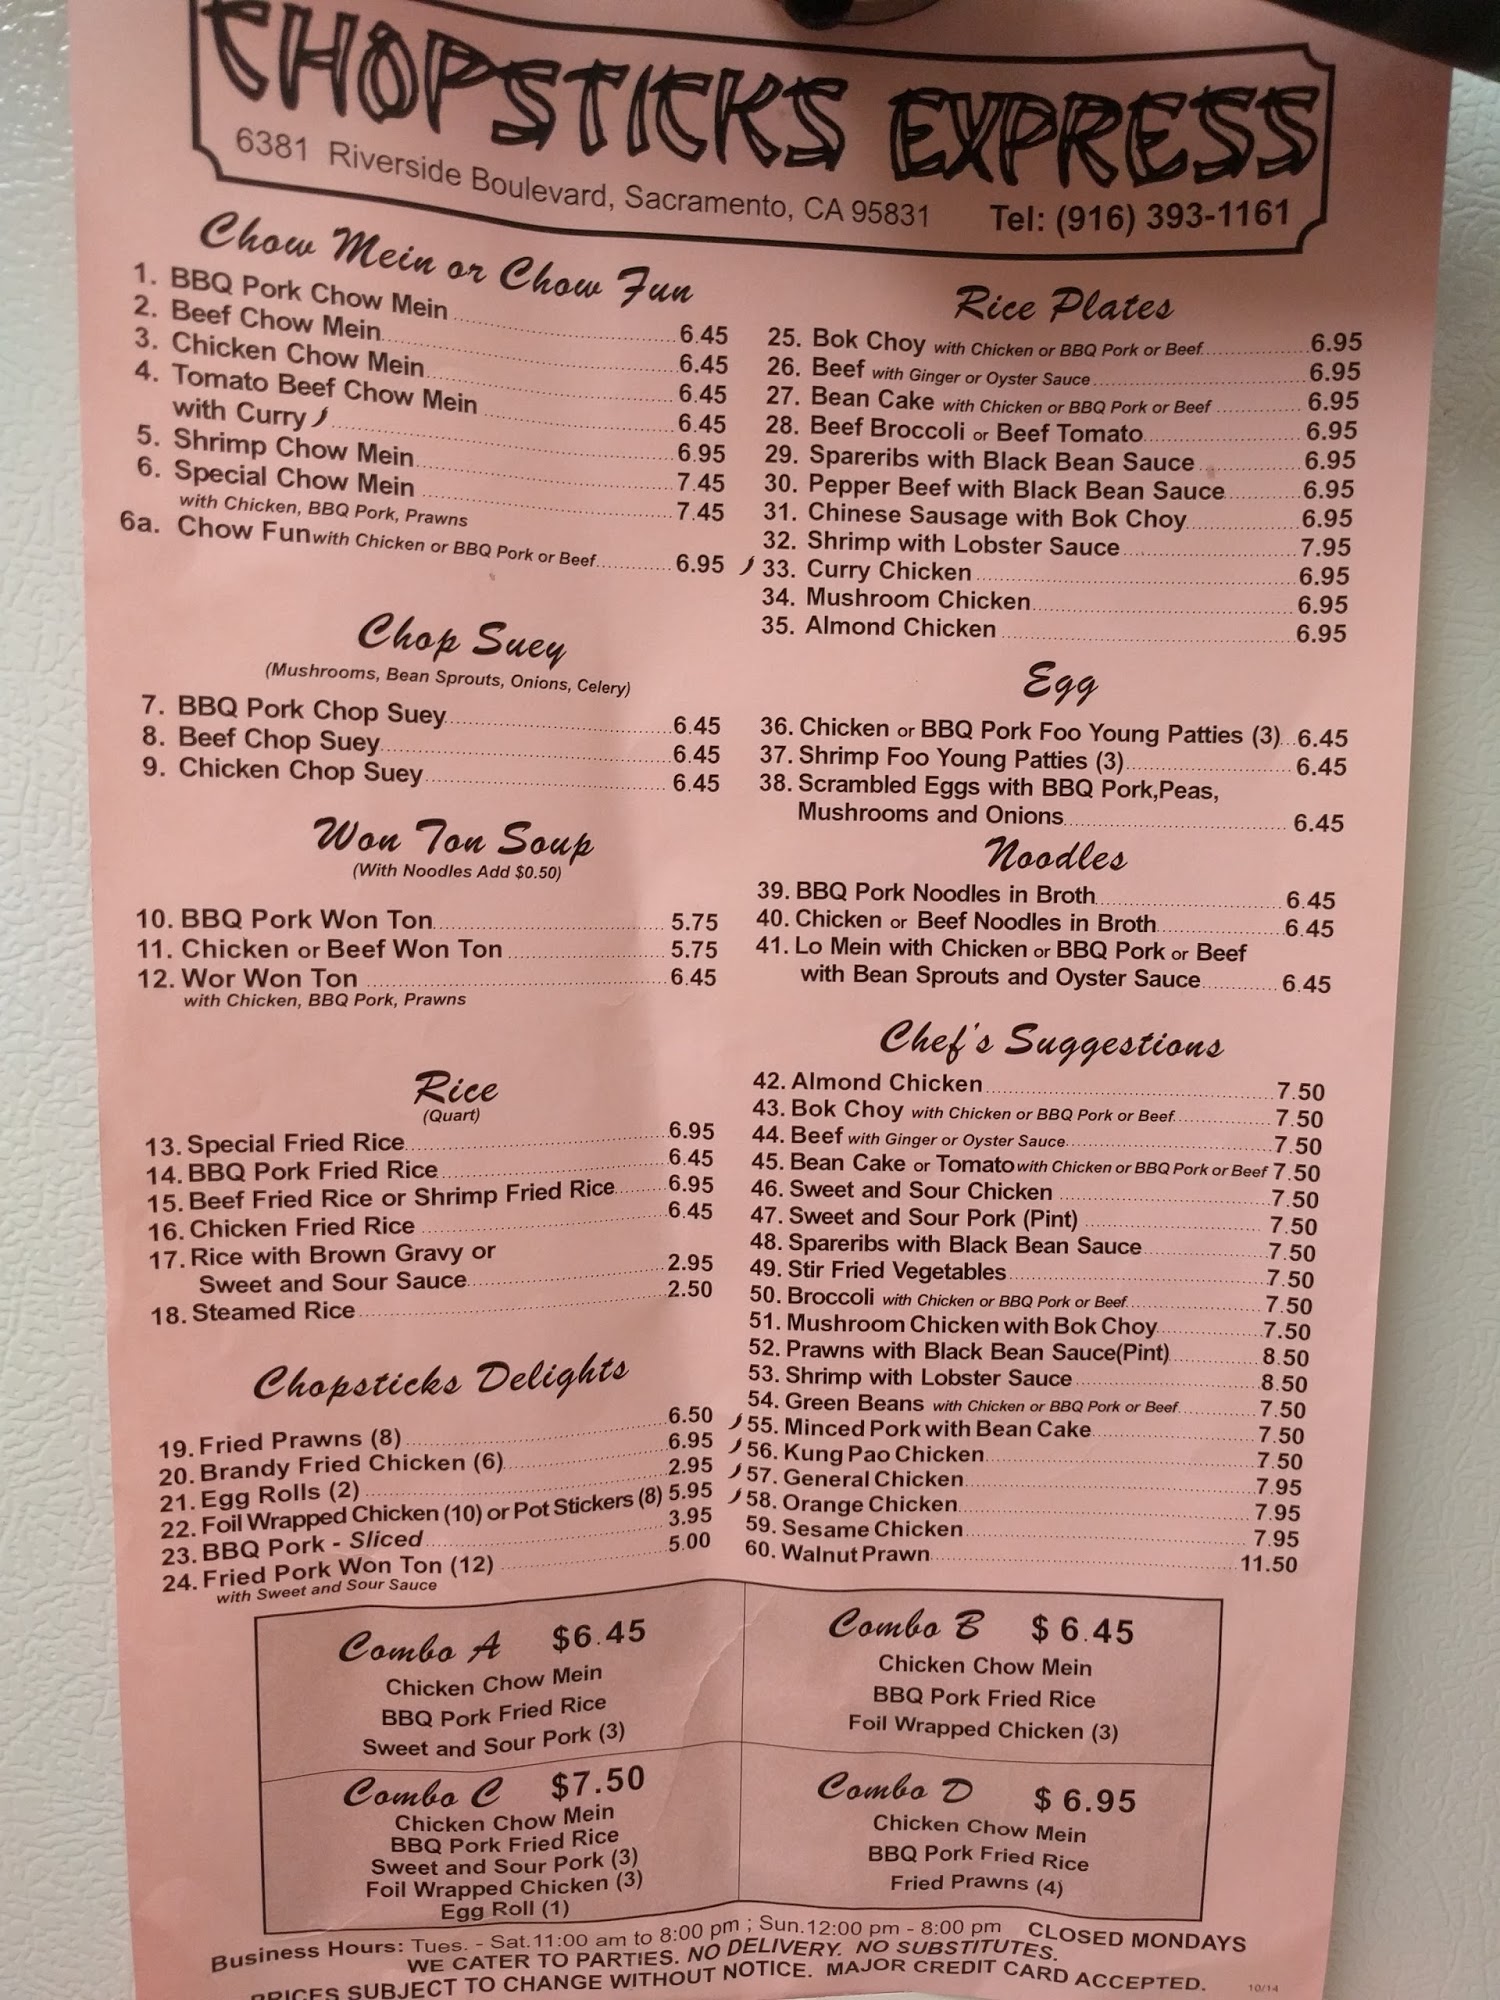 CHOPSTICKS EXPRESS
6381 Riverside Boulevard, Sacramento, CA 95831 Tel: (916) 393-1161
Chow Mein or Chow Fun
1. BBQ Pork Chow Mein 6.45
2. Beef Chow Mein 6.45
3. Chicken Chow Mein 6.45
4. Tomato Beef Chow Mein 6.45
with Curry 6.95
5. Shrimp Chow Mein 7.45
6. Special Chow Mein 7.45
with Chicken, BBQ Pork, Prawns
6a. Chow Fun with Chicken or BBQ Pork or Beef 6.95
Chop Suey
(Mushrooms, Bean Sprouts, Onions, Celery)
7. BBQ Pork Chop Suey 6.45
8. Beef Chop Suey 6.45
9. Chicken Chop Suey 6.45
Won Ton Soup
(With Noodles Add $0.50)
10. BBQ Pork Won Ton 5.75
11. Chicken or Beef Won Ton 5.75
12. Wor Won Ton 6.45
with Chicken, BBQ Pork, Prawns
Rice
(Quart)
13. Special Fried Rice 6.95
14. BBQ Pork Fried Rice 6.45
15. Beef Fried Rice or Shrimp Fried Rice 6.95
16. Chicken Fried Rice 6.45
17. Rice with Brown Gravy or
Sweet and Sour Sauce 2.95
18. Steamed Rice 2.50
Chopsticks Delights
19. Fried Prawns (8) 6.50
20. Brandy Fried Chicken (6) 6.95
21. Egg Rolls (2) 2.95
22. Foil Wrapped Chicken (10) or Pot Stickers (8) 5.95
23. BBQ Pork - Sliced 3.95
24. Fried Pork Won Ton (12) 5.00
with Sweet and Sour Sauce
Rice Plates
25. Bok Choy with Chicken or BBQ Pork or Beef 6.95
26. Beef with Ginger or Oyster Sauce 6.95
27. Bean Cake with Chicken or BBQ Pork or Beef 6.95
28. Beef Broccoli or Beef Tomato 6.95
29. Spareribs with Black Bean Sauce 6.95
30. Pepper Beef with Black Bean Sauce 6.95
31. Chinese Sausage with Bok Choy 6.95
32. Shrimp with Lobster Sauce 7.95
33. Curry Chicken 6.95
34. Mushroom Chicken 6.95
35. Almond Chicken 6.95
Egg
36. Chicken or BBQ Pork Foo Young Patties (3) 6.45
37. Shrimp Foo Young Patties (3) 6.45
38. Scrambled Eggs with BBQ Pork,Peas,
Mushrooms and Onions 6.45
Noodles
39. BBQ Pork Noodles in Broth 6.45
40. Chicken or Beef Noodles in Broth 6.45
41. Lo Mein with Chicken or BBQ Pork or Beef
with Bean Sprouts and Oyster Sauce 6.45
Chef's Suggestions
42. Almond Chicken 7.50
43. Bok Choy with Chicken or BBQ Pork or Beef 7.50
44. Beef with Ginger or Oyster Sauce 7.50
45. Bean Cake or Tomato with Chicken or BBQ Pork or Beef 7.50
46. Sweet and Sour Chicken 7.50
47. Sweet and Sour Pork (Pint) 7.50
48. Spareribs with Black Bean Sauce 7.50
49. Stir Fried Vegetables 7.50
50. Broccoli with Chicken or BBQ Pork or Beef 7.50
51. Mushroom Chicken with Bok Choy 7.50
52. Prawns with Black Bean Sauce(Pint) 8.50
53. Shrimp with Lobster Sauce 8.50
54. Green Beans with Chicken or BBQ Pork or Beef 7.50
55. Minced Pork with Bean Cake 7.50
56. Kung Pao Chicken 7.50
57. General Chicken 7.95
58. Orange Chicken 7.95
59. Sesame Chicken 7.95
60. Walnut Prawn 11.50
Combo A $6.45
Chicken Chow Mein
BBQ Pork Fried Rice
Sweet and Sour Pork (3)
Combo B $6.45
Chicken Chow Mein
BBQ Pork Fried Rice
Foil Wrapped Chicken (3)
Combo C $7.50
Chicken Chow Mein
BBQ Pork Fried Rice
Sweet and Sour Pork (3)
Foil Wrapped Chicken (3)
Egg Roll (1)
Combo D $6.95
Chicken Chow Mein
BBQ Pork Fried Rice
Fried Prawns (4)
Business Hours: Tues. - Sat.11:00 am to 8:00 pm ; Sun.12:00 pm - 8:00 pm CLOSED MONDAYS
WE CATER TO PARTIES. NO DELIVERY. NO SUBSTITUTES.
PRICES SUBJECT TO CHANGE WITHOUT NOTICE. MAJOR CREDIT CARD ACCEPTED. 10/14